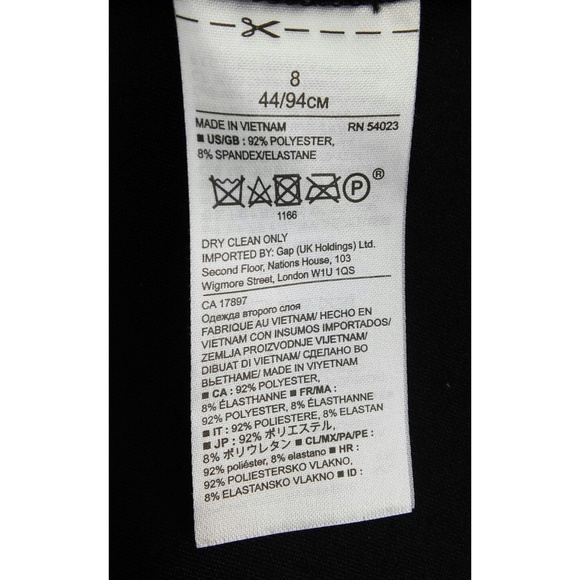 8
44/94CM
MADE IN VIETNAM RN 54023
■ US/GB : 92% POLYESTER,
8% SPANDEX/ELASTANE
P ®
1166
DRY CLEAN ONLY
IMPORTED BY: Gap (UK Holdings) Ltd.
Second Floor, Nations House, 103
Wigmore Street, London W1U 1QS
CA 17897
Одежда второго слоя
FABRIQUE AU VIETNAM/ HECHO EN
VIETNAM CON INSUMOS IMPORTADOS/
ZEMLJA PROIZVODNJE VIJETNAM/
DIBUAT DI VIETNAM/ СДЕЛАНО ВО
ВЬЕТНАМЕ/ MADE IN VIYETNAM
■ CA : 92% POLYESTER,
8% ÉLASTHANNE ■ FR/MA :
92% POLYESTER, 8% ÉLASTHANNE
■ IT : 92% POLIESTERE, 8% ELASTAN
■ JP : 92% ポリエステル,
8% ポリウレタン ■ CL/MX/PA/PE :
92% poliéster, 8% elastano ■ HR :
92% POLIESTERSKO VLAKNO,
8% ELASTANSKO VLAKNO ■ ID :